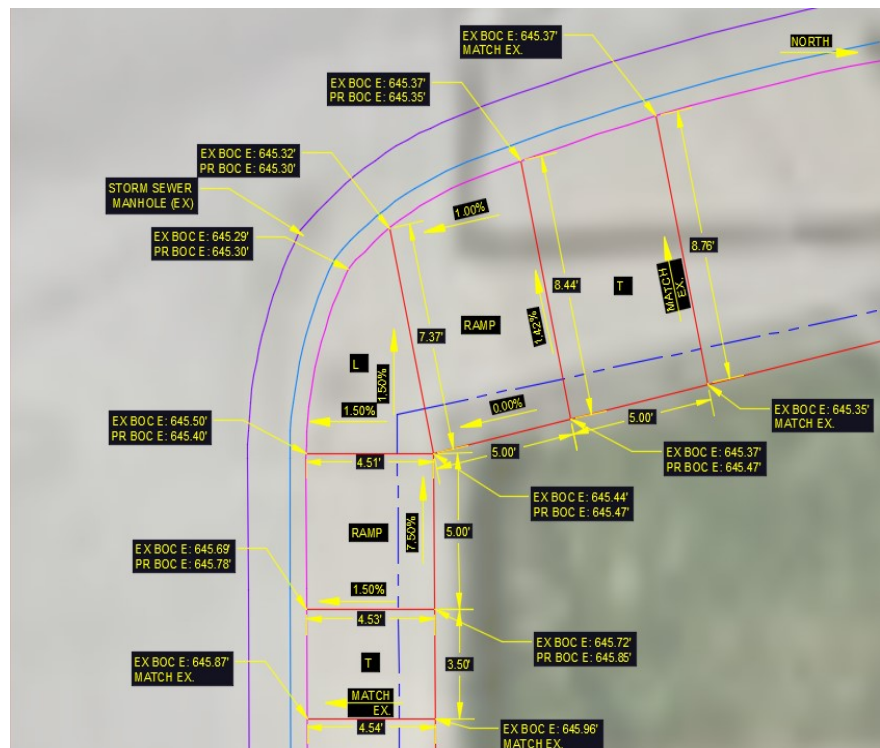 EX BOC E: 645.37'
MATCH EX.
NORTH
EX BOC E: 645.37'
PR BOC E: 645.35'
EX BOC E: 645.32'
PR BOC E: 645.30'
STORM SEWER
MANHOLE (EX)
1.00%
EX BOC E: 645.29'
PR BOC E: 645.30'
8.76'
MATCH
EX.
8.44'
T
1.42%
RAMP
7.37'
L
1.50%
1.50%
0.00%
EX BOC E: 645.35'
MATCH EX.
EX BOC E: 645.50'
PR BOC E: 645.40'
5.00'
5.00'
EX BOC E: 645.37'
PR BOC E: 645.47'
4.51'
EX BOC E: 645.44'
PR BOC E: 645.47'
RAMP
7.50%
5.00'
EX BOC E: 645.69'
PR BOC E: 645.78'
1.50%
4.53'
EX BOC E: 645.72'
PR BOC E: 645.85'
EX BOC E: 645.87'
MATCH EX.
T
3.50'
MATCH
EX.
4.54'
EX BOC E: 645.96'
MATCH EX.